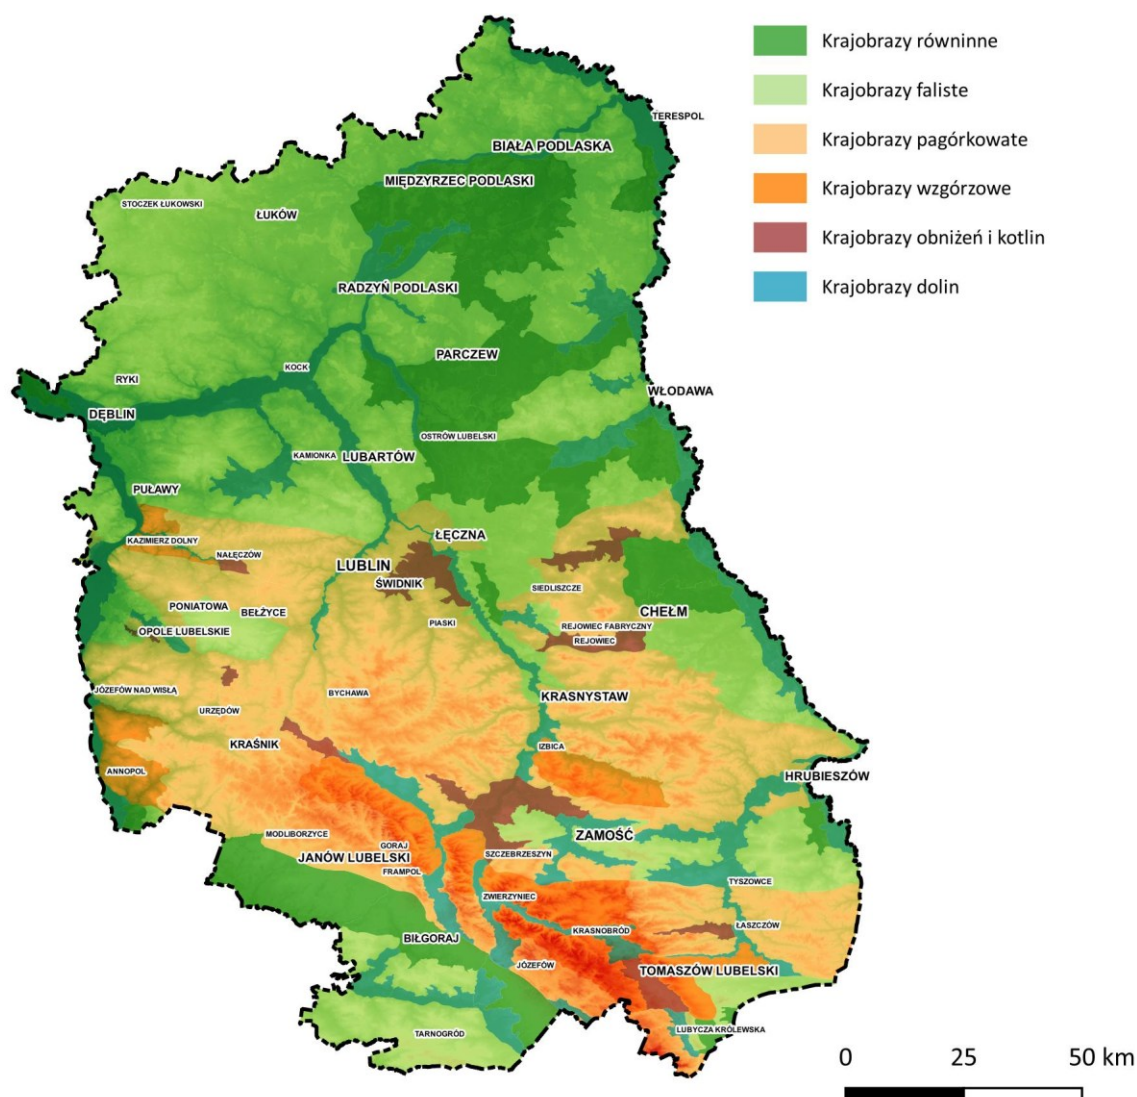 Krajobrazy równinne
Krajobrazy faliste
Krajobrazy pagórkowate
Krajobrazy wzgórzowe
Krajobrazy obniżeń i kotlin
Krajobrazy dolin
TERESPOL
BIAŁA PODLASKA
MIĘDZYRZEC PODLASKI
STOCZEK ŁUKOWSKI
ŁUKÓW
RADZYŃ PODLASKI
PARCZEW
KOCK
RYKI
WŁODAWA
DĘBLIN
OSTRÓW LUBELSKI
KAMIONKA
LUBARTÓW
PUŁAWY
ŁĘCZNA
KAZIMIERZ DOLNY
NAŁĘCZÓW
LUBLIN
ŚWIDNIK
SIEDLISZCZE
PONIATOWA
BEŁŻYCE
CHEŁM
PIASKI
REJOWIEC FABRYCZNY
OPOLE LUBELSKIE
REJOWIEC
JÓZEFÓW NAD WISŁĄ
BYCHAWA
KRASNYSTAW
URZĘDÓW
KRAŚNIK
IZBICA
ANNOPOL
HRUBIESZÓW
MODLIBORZYCE
ZAMOŚĆ
GORAJ
JANÓW LUBELSKI
SZCZEBRZESZYN
FRAMPOL
TYSZOWCE
ZWIERZYNIEC
ŁASZCZÓW
KRASNOBRÓD
BIŁGORAJ
JÓZEFÓW
TOMASZÓW LUBELSKI
TARNOGRÓD
LUBYCZA KRÓLEWSKA
0 25 50 km